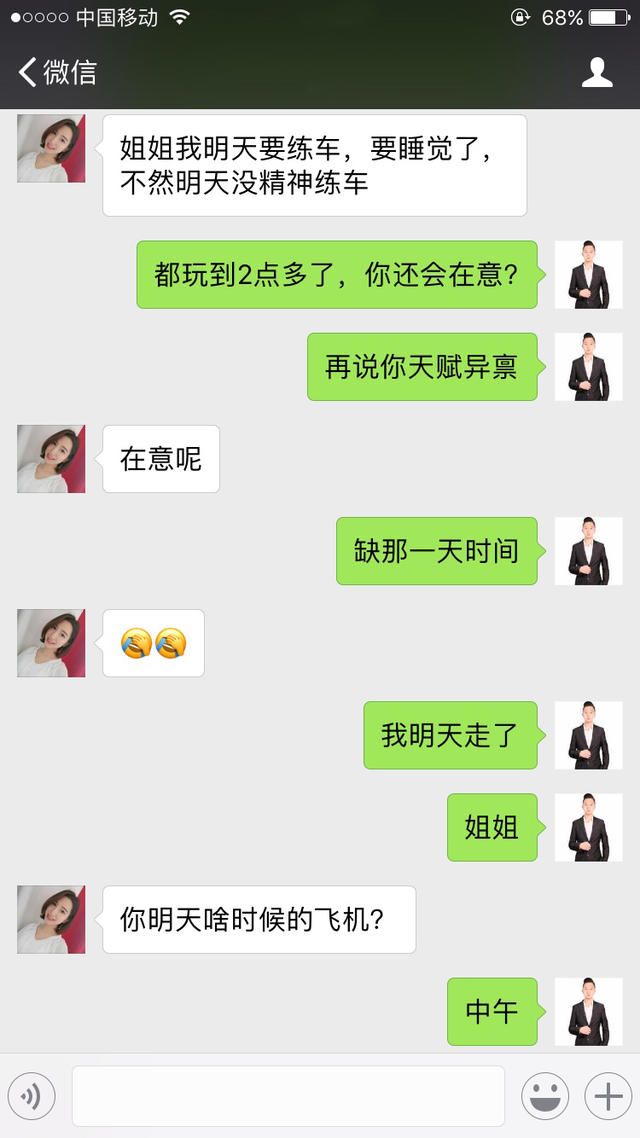 中国移动 68%
微信
姐姐我明天要练车，要睡觉了，
不然明天没精神练车
都玩到2点多了，你还会在意？
再说你天赋异禀
在意呢
缺那一天时间
我明天走了
姐姐
你明天啥时候的飞机？
中午